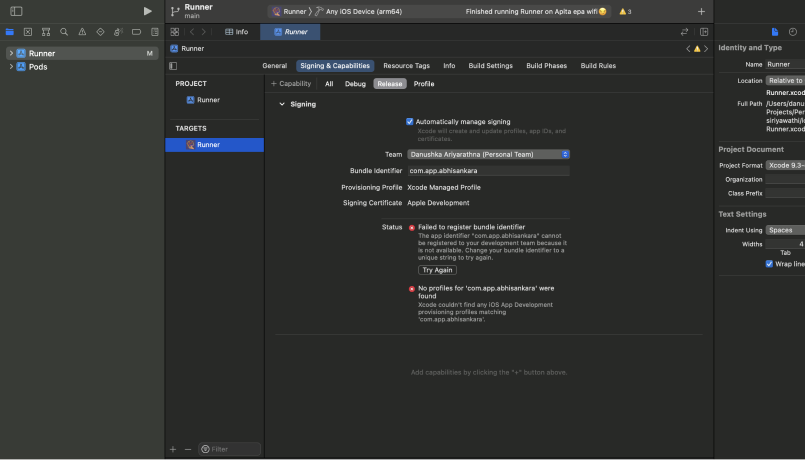 Runner
main
Runner
Any iOS Device (arm64)
Finished running Runner on Apita epa wifi
3
Info
Runner
Runner
M
Pods
Runner
General
Signing & Capabilities
Resource Tags
Info
Build Settings
Build Phases
Build Rules
PROJECT
Runner
TARGETS
Runner
+ Capability
All
Debug
Release
Profile
Signing
Automatically manage signing
Xcode will create and update profiles, app IDs, and
certificates.
Team
Danushka Ariyarathna (Personal Team)
Bundle Identifier
com.app.abhisankara
Provisioning Profile
Xcode Managed Profile
Signing Certificate
Apple Development
Status
Failed to register bundle identifier
The app identifier "com.app.abhisankara" cannot
be registered to your development team because it
is not available. Change your bundle identifier to a
unique string to try again.
Try Again
No profiles for 'com.app.abhisankara' were
found
Xcode couldn't find any iOS App Development
provisioning profiles matching
'com.app.abhisankara'.
Add capabilities by clicking the "+" button above.
Filter
Identity and Type
Name
Runner
Location
Relative to
Runner.xcod
Full Path
/Users/danu
Projects/Per
siriyawathi/i
Runner.xcod
Project Document
Project Format
Xcode 9.3-
Organization
Class Prefix
Text Settings
Indent Using
Spaces
Widths
4
Tab
Wrap line